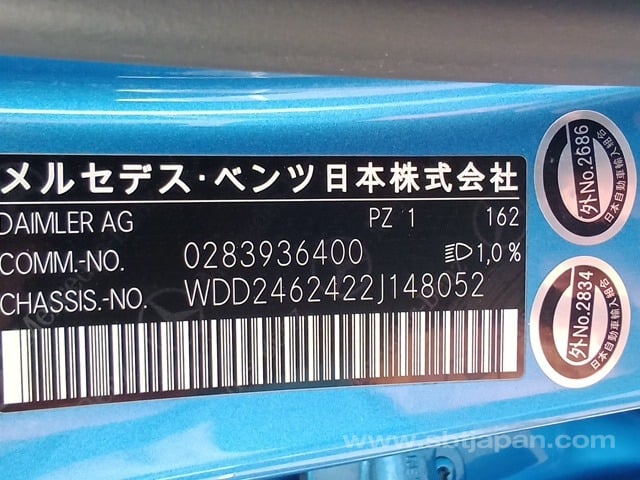 メルセデス・ベンツ日本株式会社
DAIMLER AG PZ 1 162
COMM.-NO. 0283936400 1,0%
CHASSIS.-NO. WDD2462422J148052
外No.2686
日本自動車輸入組合
外No.2834
日本自動車輸入組合
www.sbtjapan.com